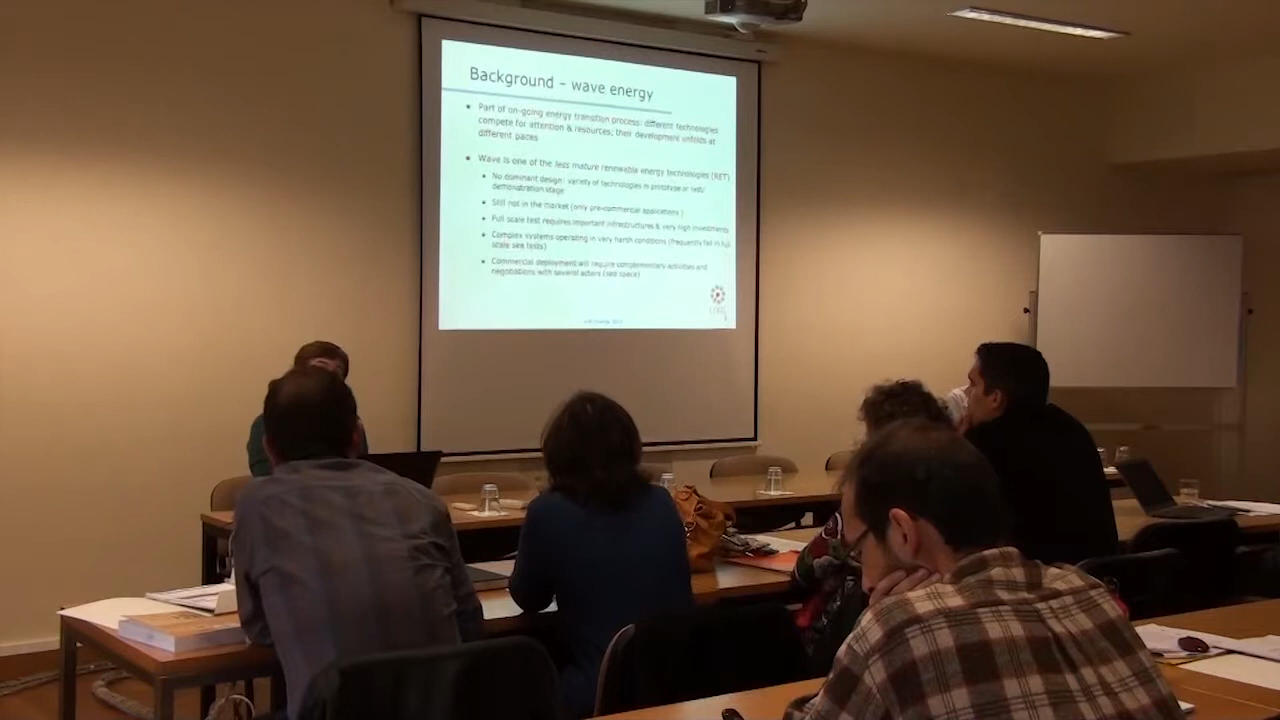 Background – wave energy
• Part of on-going energy transition process: different technologies
compete for attention & resources; their development unfolds at
different paces
• Wave is one of the less mature renewable energy technologies (RET)
• No dominant design: variety of technologies in prototype or test/
demonstration stage
• Still not in the market (only pre-commercial applications )
• Full scale test requires important infrastructures & very high investments
• Complex systems operating in very harsh conditions (frequently fail in full
scale sea tests)
• Commercial deployment will require complementary activities and
negotiations with several actors (sea space)